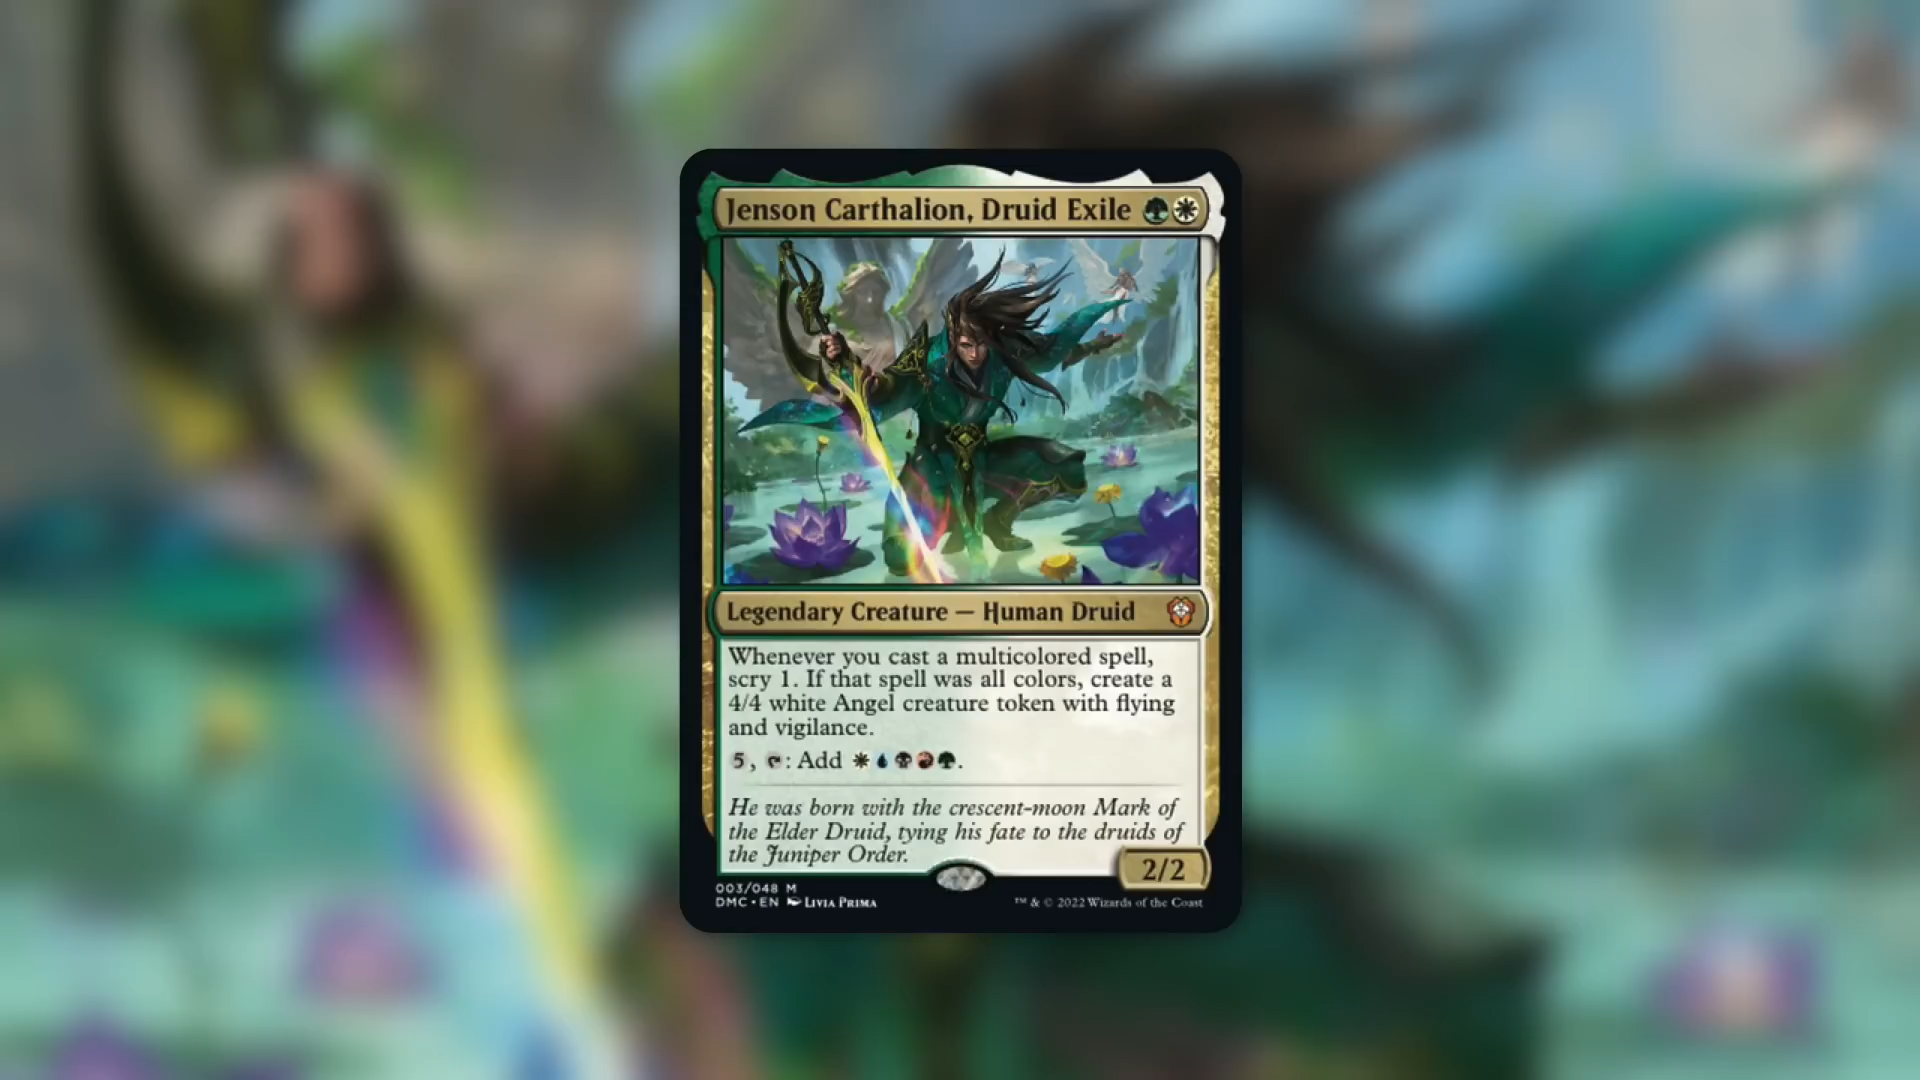 Jenson Carthalion, Druid Exile
Legendary Creature — Human Druid
Whenever you cast a multicolored spell,
scry 1. If that spell was all colors, create a
4/4 white Angel creature token with flying
and vigilance.
5, : Add .
He was born with the crescent-moon Mark of
the Elder Druid, tying his fate to the druids of
the Juniper Order.
2/2
003/048 M
DMC • EN LIVIA PRIMA
™ & © 2022 Wizards of the Coast